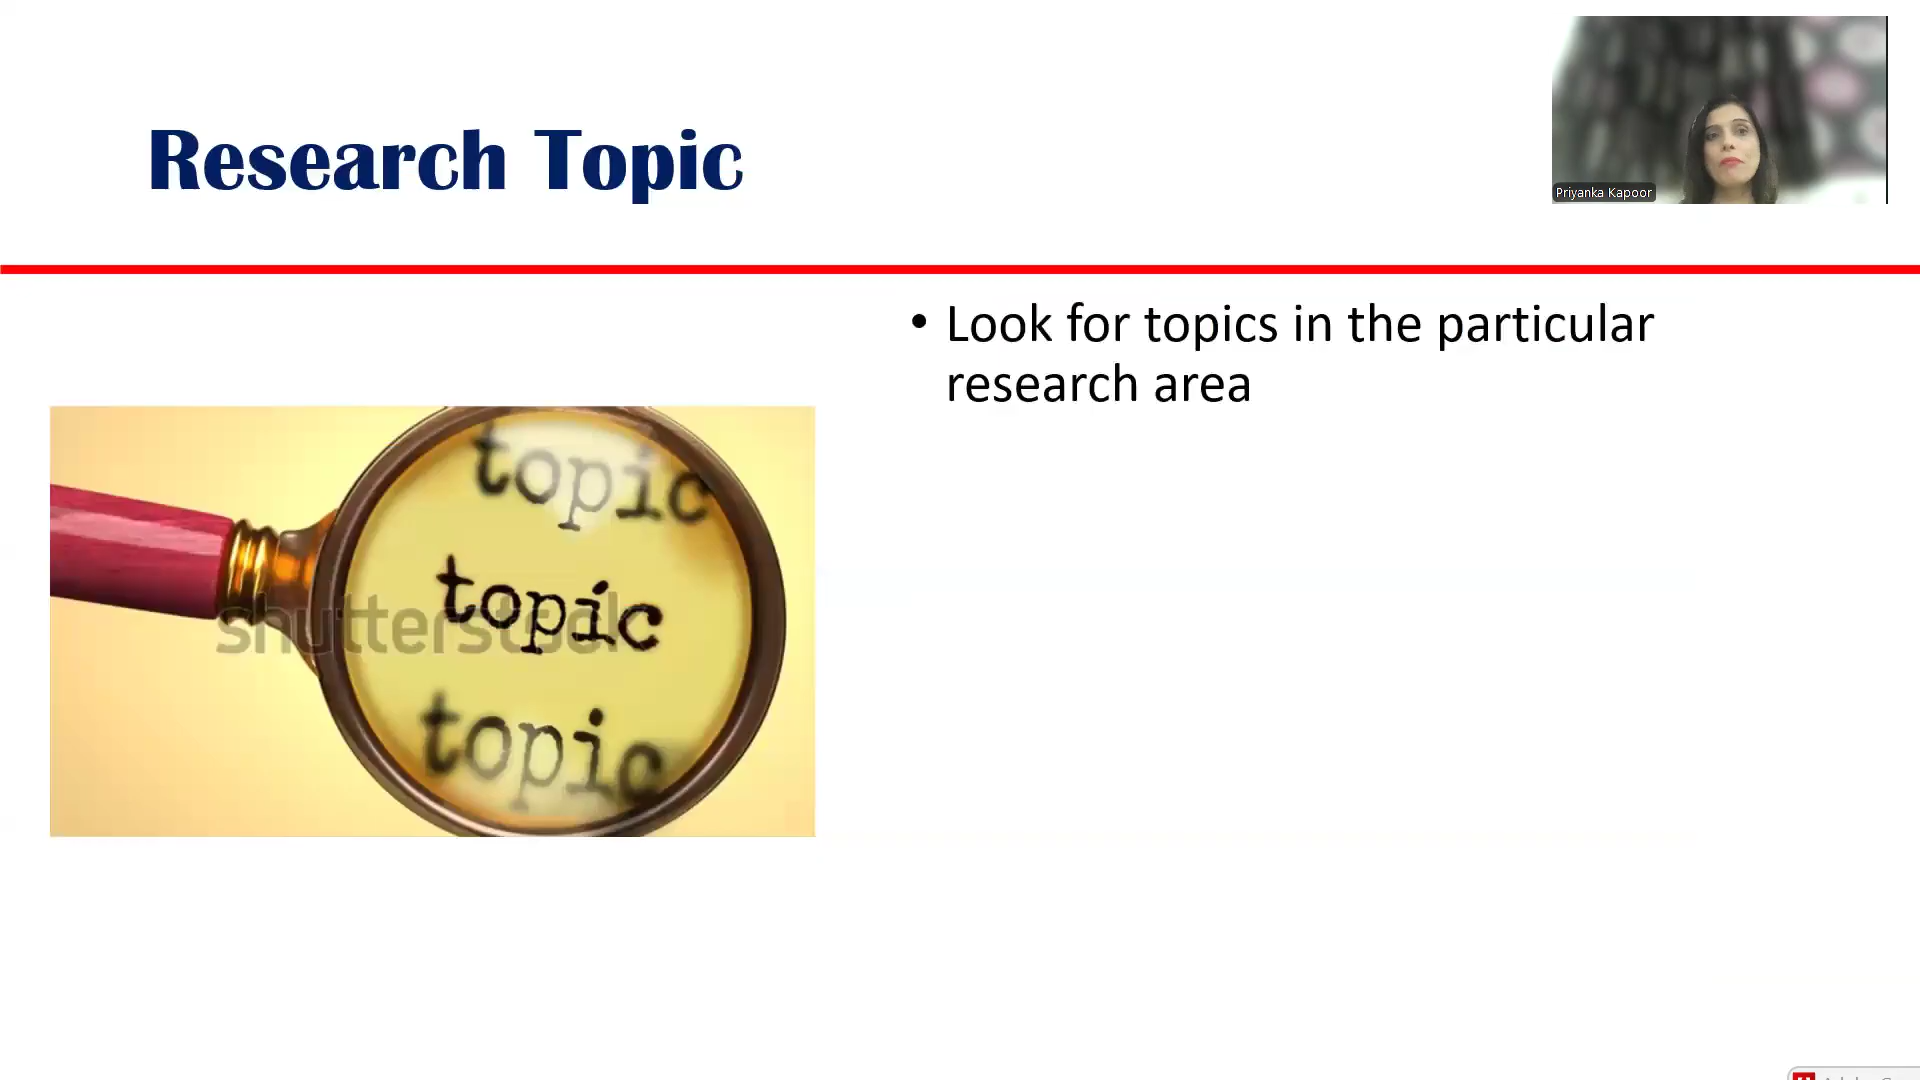 Research Topic
Priyanka Kapoor
• Look for topics in the particular
research area
topic
topic
shutterstock
topic